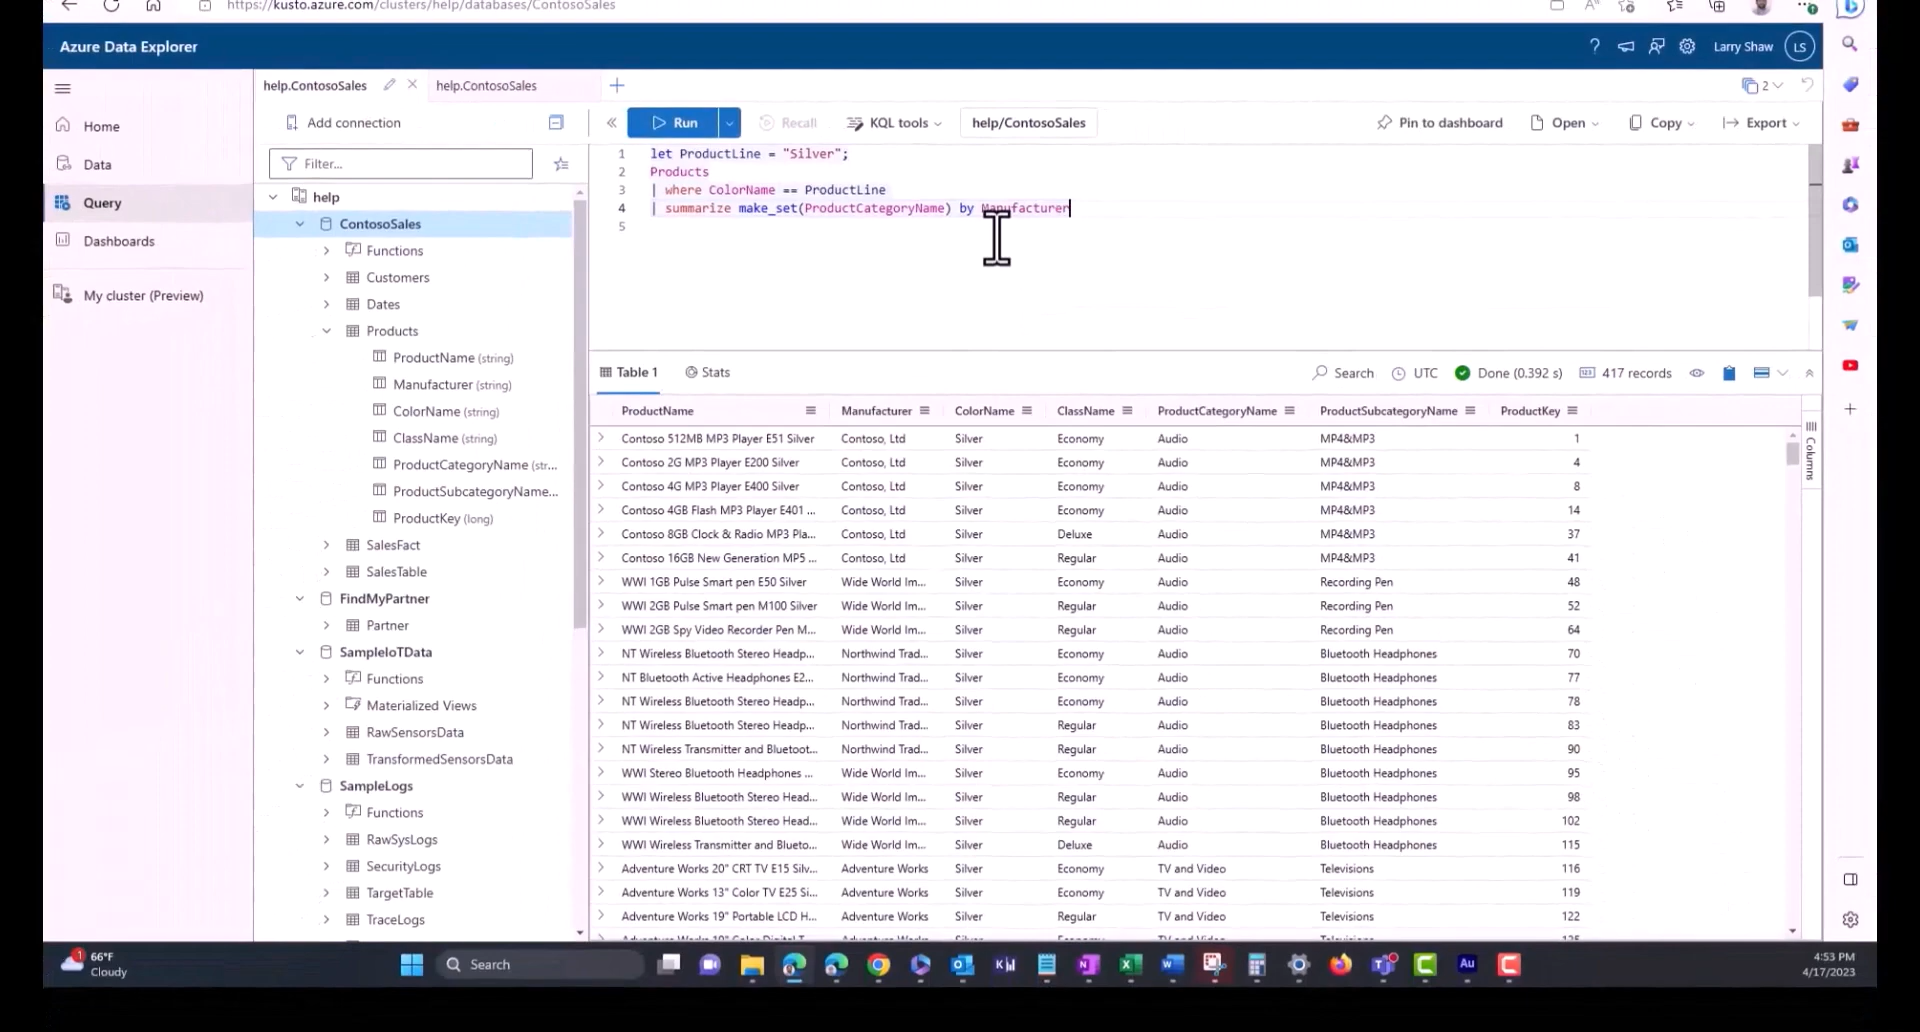 https://kusto.azure.com/clusters/help/databases/ContosoSales
Azure Data Explorer
? Larry Shaw LS
help.ContosoSales
help.ContosoSales
2
Home
Data
Query
Dashboards
My cluster (Preview)
Add connection
Filter...
help
ContosoSales
Functions
Customers
Dates
Products
ProductName (string)
Manufacturer (string)
ColorName (string)
ClassName (string)
ProductCategoryName (str...
ProductSubcategoryName...
ProductKey (long)
SalesFact
SalesTable
FindMyPartner
Partner
SampleIoTData
Functions
Materialized Views
RawSensorsData
TransformedSensorsData
SampleLogs
Functions
RawSysLogs
SecurityLogs
TargetTable
TraceLogs
Run Recall KQL tools help/ContosoSales Pin to dashboard Open Copy Export
1 let ProductLine = "Silver";
2 Products
3 | where ColorName == ProductLine
4 | summarize make_set(ProductCategoryName) by Manufacturer
5
Table 1 Stats Search UTC Done (0.392 s) 417 records
ProductName Manufacturer ColorName ClassName ProductCategoryName ProductSubcategoryName ProductKey
Contoso 512MB MP3 Player E51 Silver Contoso, Ltd Silver Economy Audio MP4&MP3 1
Contoso 2G MP3 Player E200 Silver Contoso, Ltd Silver Economy Audio MP4&MP3 4
Contoso 4G MP3 Player E400 Silver Contoso, Ltd Silver Economy Audio MP4&MP3 8
Contoso 4GB Flash MP3 Player E401 ... Contoso, Ltd Silver Economy Audio MP4&MP3 14
Contoso 8GB Clock & Radio MP3 Pla... Contoso, Ltd Silver Deluxe Audio MP4&MP3 37
Contoso 16GB New Generation MP5 ... Contoso, Ltd Silver Regular Audio MP4&MP3 41
WWI 1GB Pulse Smart pen E50 Silver Wide World Im... Silver Economy Audio Recording Pen 48
WWI 2GB Pulse Smart pen M100 Silver Wide World Im... Silver Regular Audio Recording Pen 52
WWI 2GB Spy Video Recorder Pen M... Wide World Im... Silver Regular Audio Recording Pen 64
NT Wireless Bluetooth Stereo Headp... Northwind Trad... Silver Economy Audio Bluetooth Headphones 70
NT Bluetooth Active Headphones E2... Northwind Trad... Silver Economy Audio Bluetooth Headphones 77
NT Wireless Bluetooth Stereo Headp... Northwind Trad... Silver Economy Audio Bluetooth Headphones 78
NT Wireless Bluetooth Stereo Headp... Northwind Trad... Silver Regular Audio Bluetooth Headphones 83
NT Wireless Transmitter and Bluetoot... Northwind Trad... Silver Regular Audio Bluetooth Headphones 90
WWI Stereo Bluetooth Headphones ... Wide World Im... Silver Economy Audio Bluetooth Headphones 95
WWI Wireless Bluetooth Stereo Head... Wide World Im... Silver Regular Audio Bluetooth Headphones 98
WWI Wireless Bluetooth Stereo Head... Wide World Im... Silver Regular Audio Bluetooth Headphones 102
WWI Wireless Transmitter and Blueto... Wide World Im... Silver Deluxe Audio Bluetooth Headphones 115
Adventure Works 20" CRT TV E15 Silv... Adventure Works Silver Economy TV and Video Televisions 116
Adventure Works 13" Color TV E25 Si... Adventure Works Silver Economy TV and Video Televisions 119
Adventure Works 19" Portable LCD H... Adventure Works Silver Regular TV and Video Televisions 122
Columns
1 66°F
Cloudy
Search
Au
4:53 PM
4/17/2023